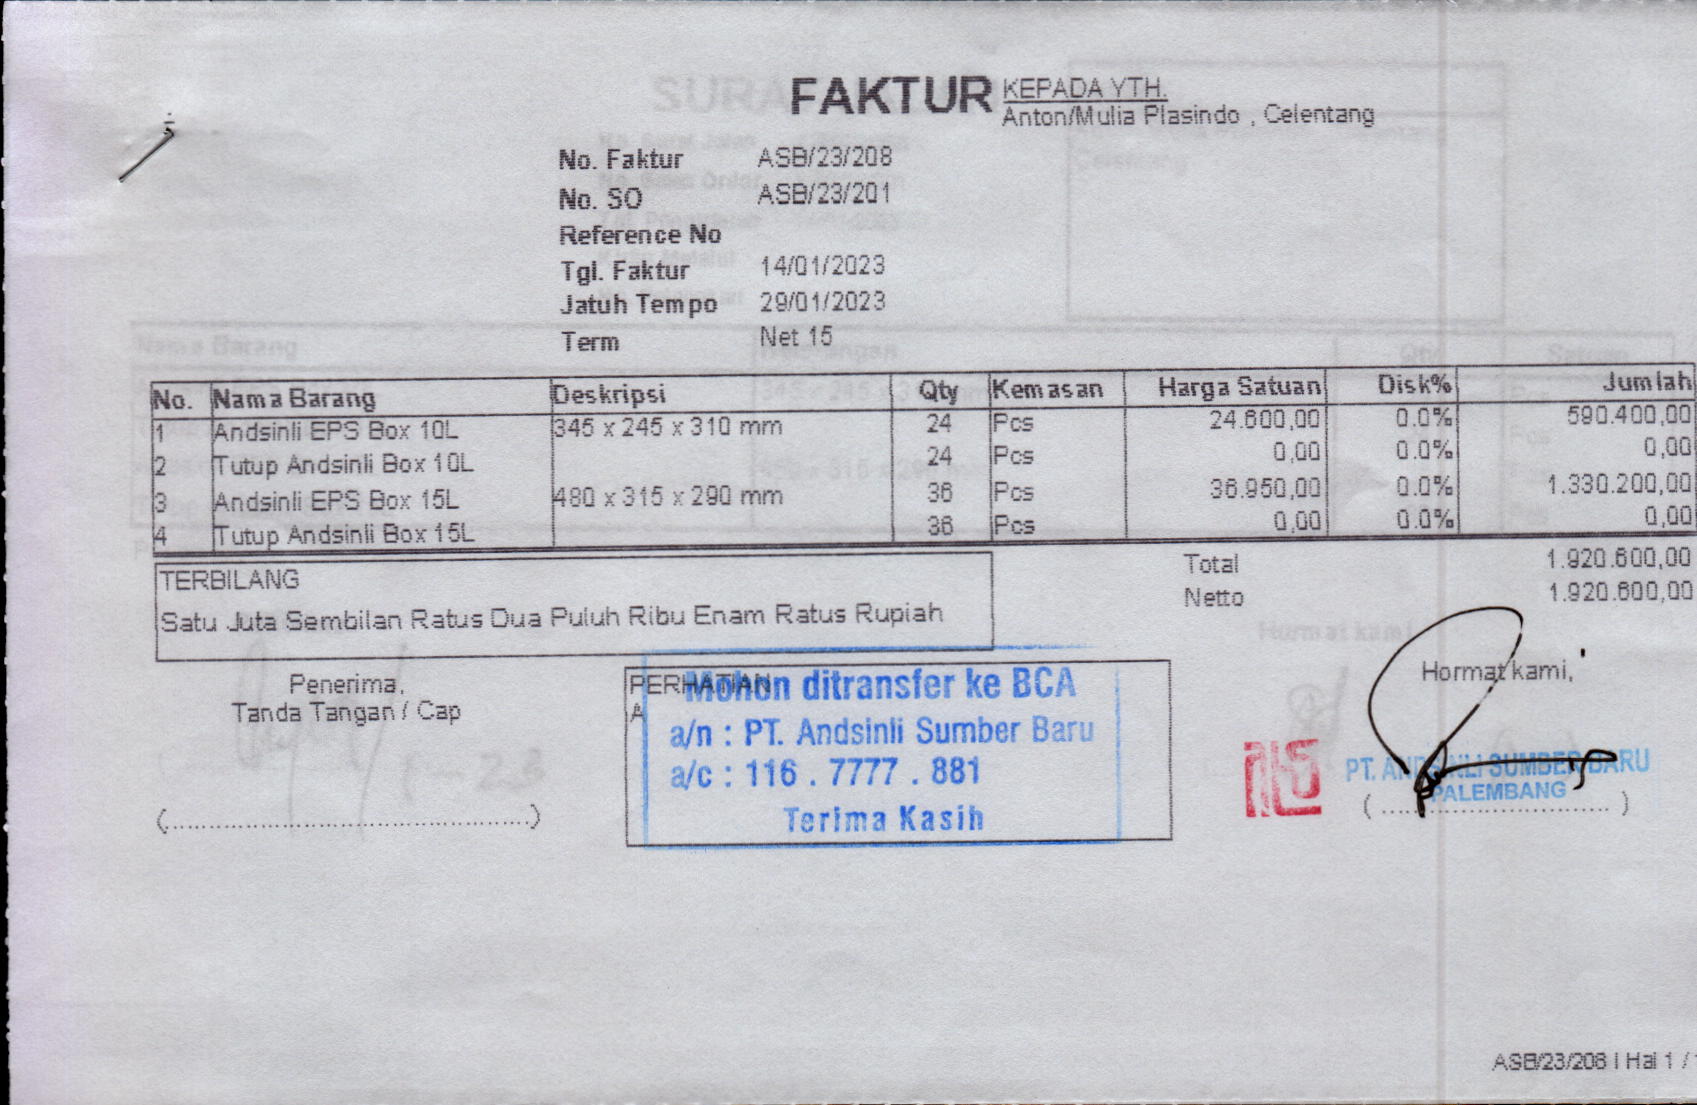 FAKTUR
KEPADA YTH.
Anton/Mulia Plasindo , Celentang
No. Faktur ASB/23/208
No. SO ASB/23/201
Reference No
Tgl. Faktur 14/01/2023
Jatuh Tempo 29/01/2023
Term Net 15
No. Nama Barang Deskripsi Qty Kemasan Harga Satuan Disk% Jumlah
1 Andsinli EPS Box 10L 345 x 245 x 310 mm 24 Pcs 24.600,00 0.0% 590.400,00
2 Tutup Andsinli Box 10L 24 Pcs 0,00 0.0% 0,00
3 Andsinli EPS Box 15L 480 x 315 x 290 mm 36 Pcs 36.950,00 0.0% 1.330.200,00
4 Tutup Andsinli Box 15L 36 Pcs 0,00 0.0% 0,00
Total 1.920.600,00
Netto 1.920.600,00
TERBILANG
Satu Juta Sembilan Ratus Dua Puluh Ribu Enam Ratus Rupiah
Penerima,
Tanda Tangan / Cap
(..............................................)
PERHATIAN
A
Mohon ditransfer ke BCA
a/n : PT. Andsinli Sumber Baru
a/c : 116 . 7777 . 881
Terima Kasih
Hormat kami,
PT. ANDSINLI SUMBER BARU
PALEMBANG
(..............................)
ASB/23/208 | Hal 1 /